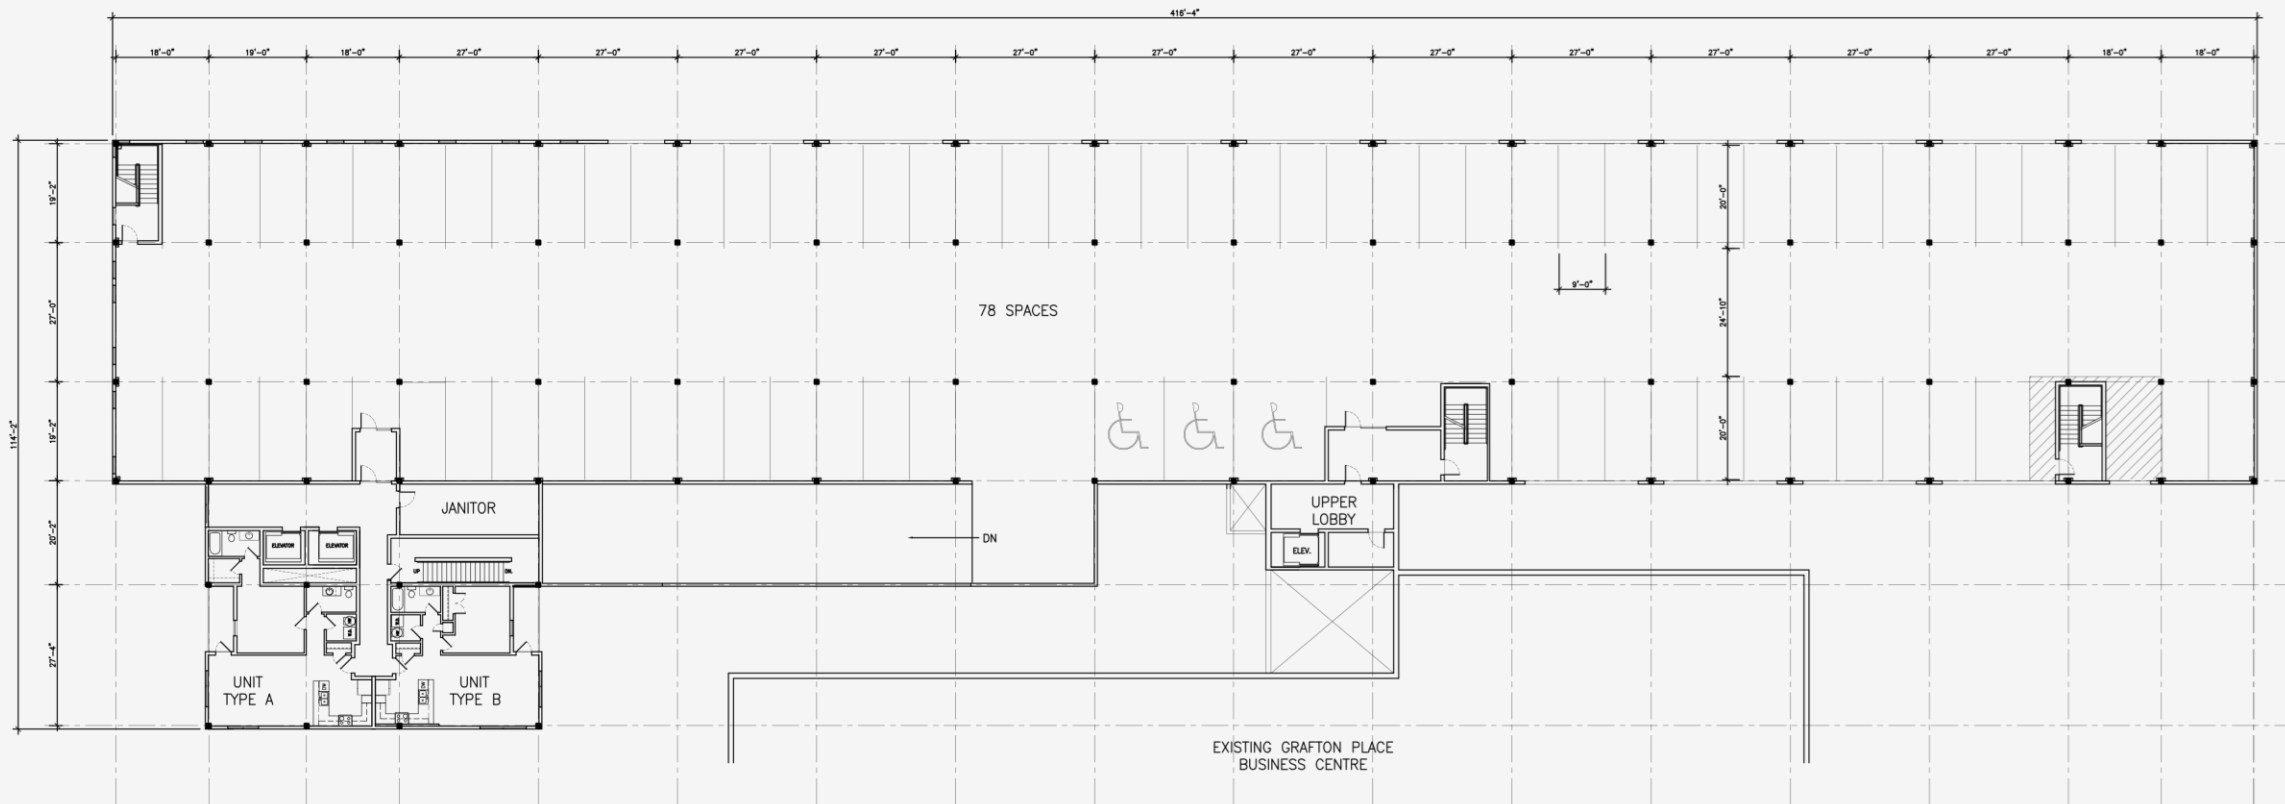 416'-4"
18'-0" 19'-0" 18'-0" 27'-0" 27'-0" 27'-0" 27'-0" 27'-0" 27'-0" 27'-0" 27'-0" 27'-0" 27'-0" 27'-0" 27'-0" 18'-0" 18'-0"
19'-2"
20'-0"
27'-0"
9'-0"
24'-10"
78 SPACES
114'-2"
19'-2"
20'-0"
JANITOR
UPPER
LOBBY
20'-2"
ELEVATOR ELEVATOR
DN
ELEV.
UP DN.
27'-4"
UNIT
TYPE A
UNIT
TYPE B
DW DW
EXISTING GRAFTON PLACE
BUSINESS CENTRE